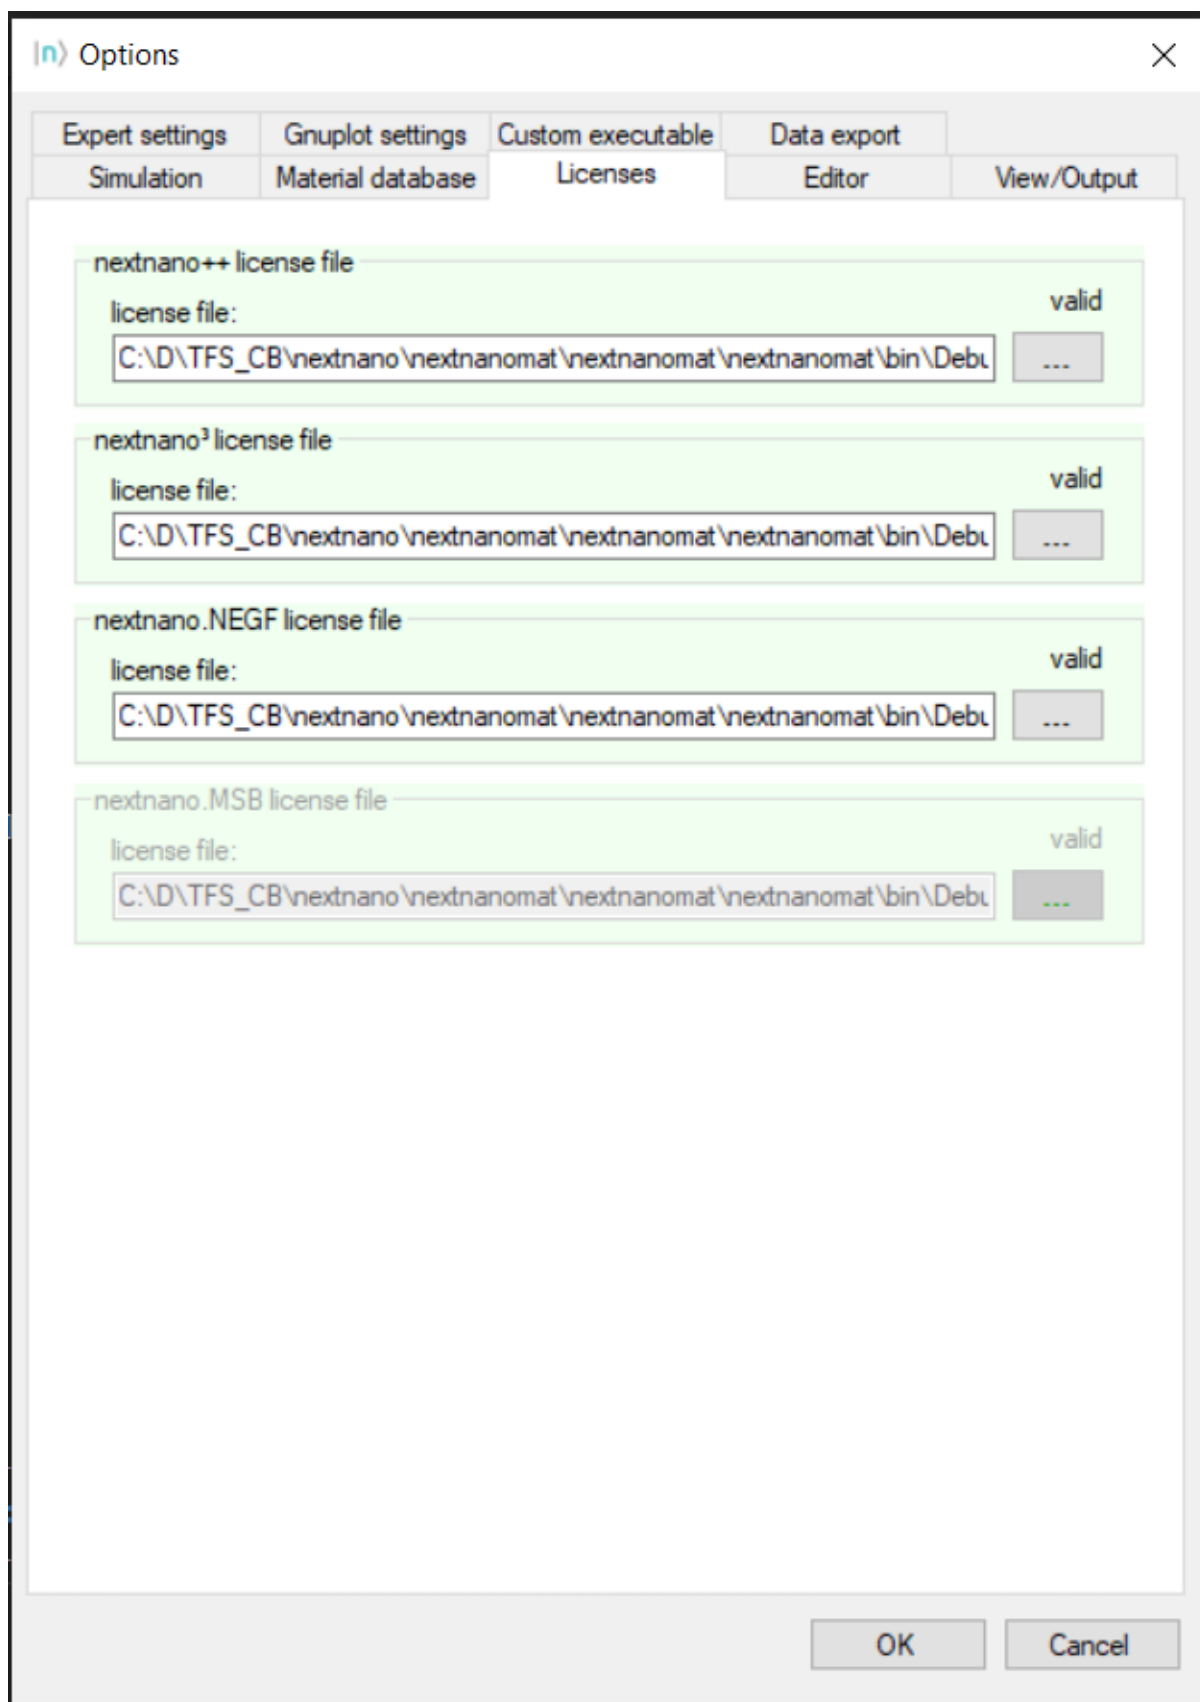 |n⟩ Options
Expert settings Gnuplot settings Custom executable Data export
Simulation Material database Licenses Editor View/Output
nextnano++ license file
valid
license file:
C:\D\TFS_CB\nextnano\nextnanomat\nextnanomat\nextnanomat\bin\Debu
...
nextnano³ license file
valid
license file:
C:\D\TFS_CB\nextnano\nextnanomat\nextnanomat\nextnanomat\bin\Debu
...
nextnano.NEGF license file
valid
license file:
C:\D\TFS_CB\nextnano\nextnanomat\nextnanomat\nextnanomat\bin\Debu
...
nextnano.MSB license file
valid
license file:
C:\D\TFS_CB\nextnano\nextnanomat\nextnanomat\nextnanomat\bin\Debu
...
OK Cancel